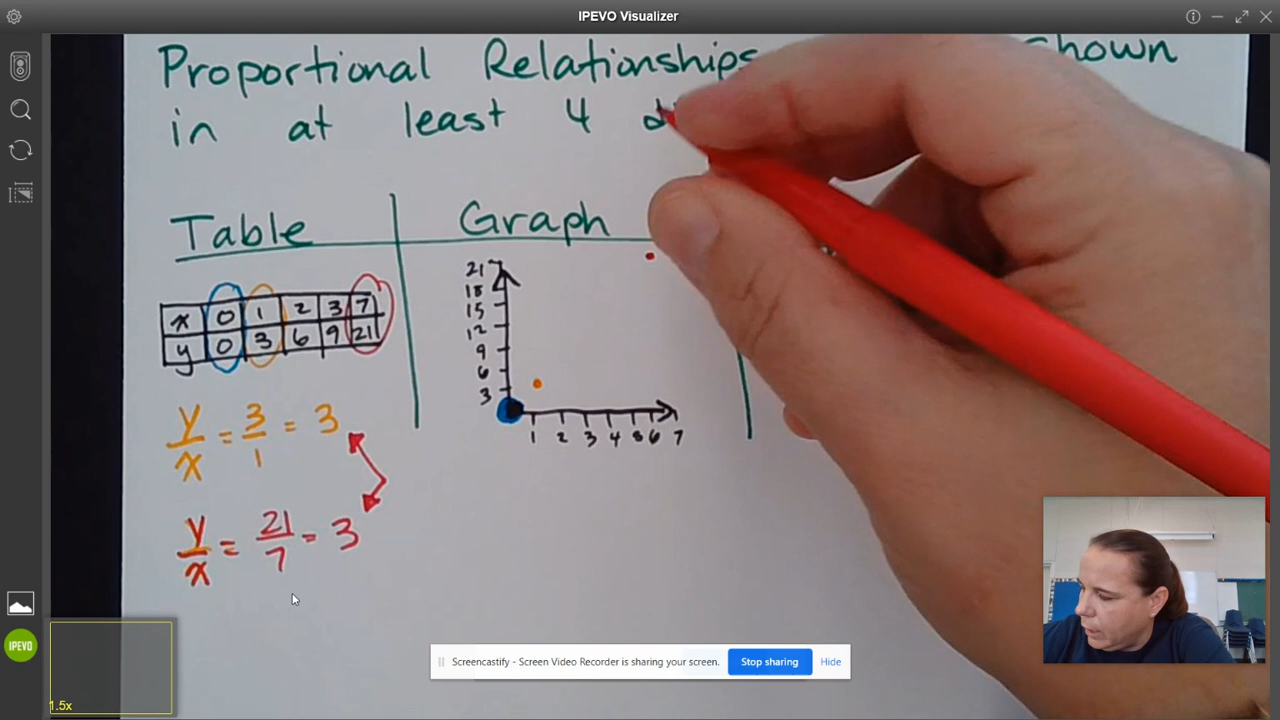 IPEVO Visualizer
Proportional Relationships shown
in at least 4
Table Graph
x 0 1 2 3 7
y 0 3 6 9 21
21
18
15
12
9
6
3
1 2 3 4 5 6 7
y/x = 3/1 = 3
y/x = 21/7 = 3
Screencastify - Screen Video Recorder is sharing your screen. Stop sharing Hide
IPEVO
1.5x